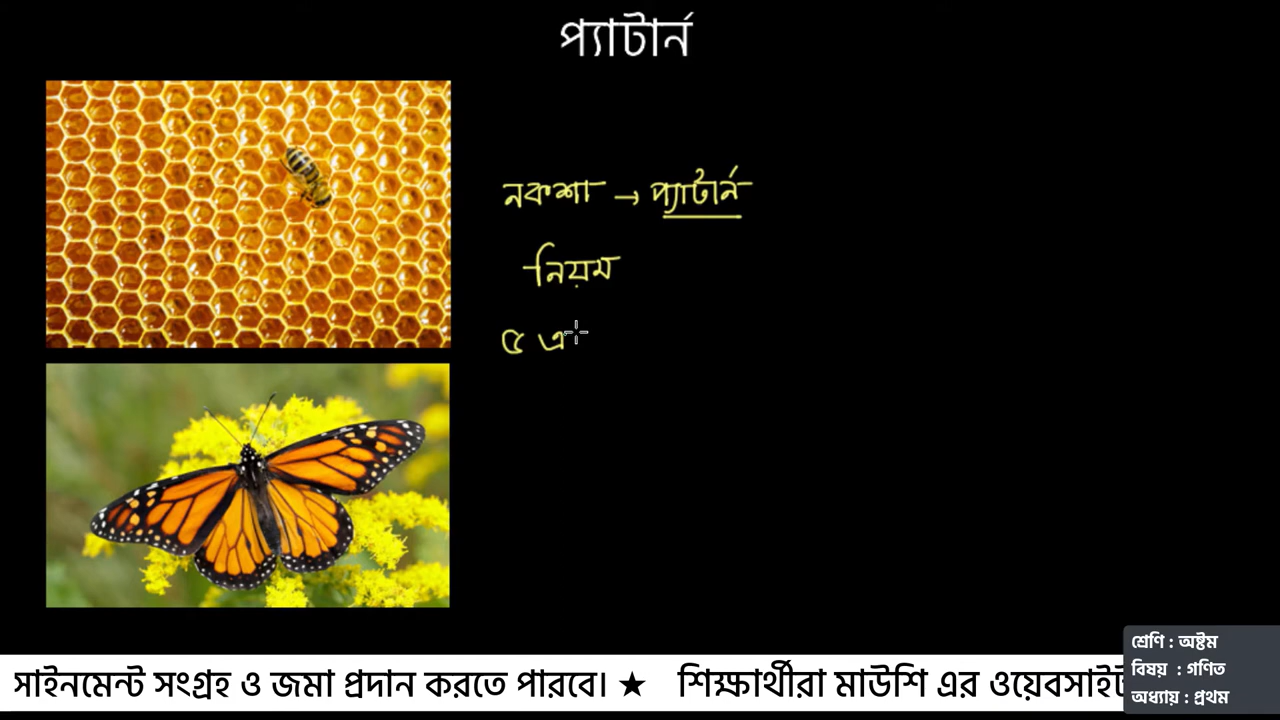 প্যাটার্ন
নকশা → প্যাটার্ন
নিয়ম
৫ এ
সাইনমেন্ট সংগ্রহ ও জমা প্রদান করতে পারবে। ★ শিক্ষার্থীরা মাউশি এর ওয়েবসাইট
শ্রেণি : অষ্টম
বিষয় : গণিত
অধ্যায় : প্রথম